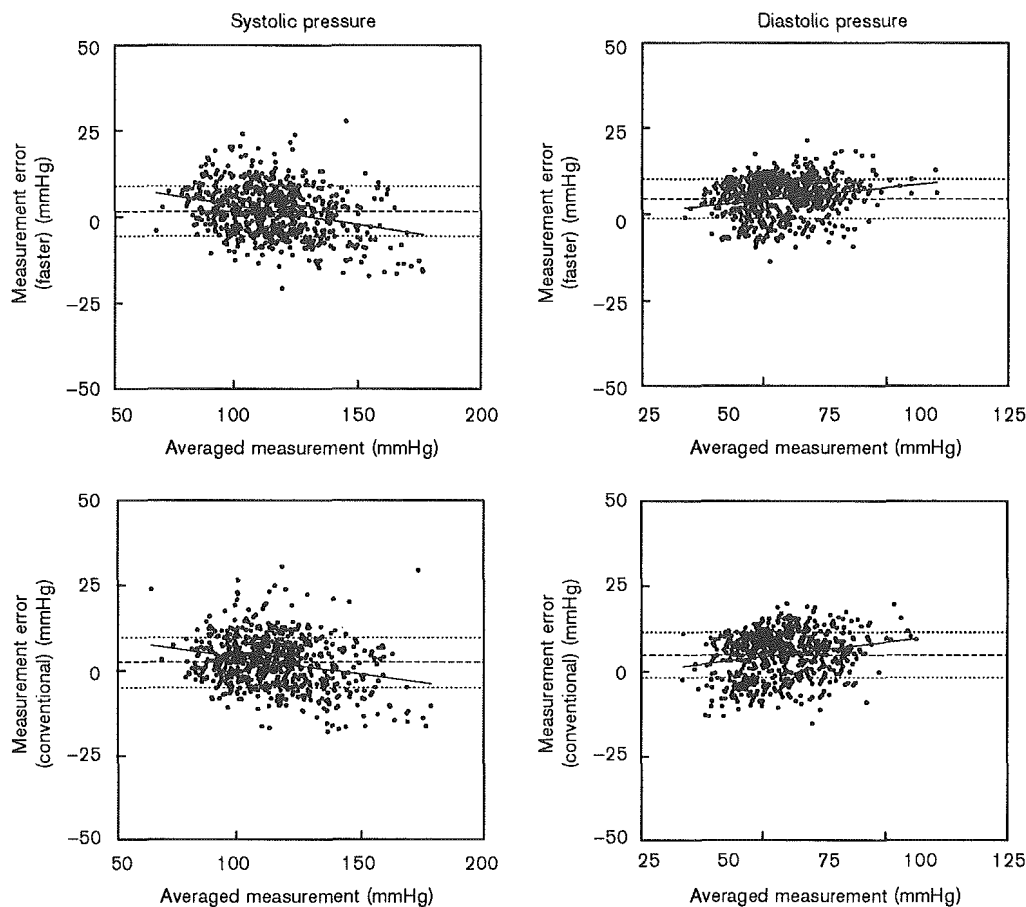 Systolic pressure
Diastolic pressure
50
25
0
−25
−50
Measurement error
(faster) (mmHg)
50
100
150
200
Averaged measurement (mmHg)
50
25
0
−25
−50
Measurement error
(faster) (mmHg)
25
50
75
100
125
Averaged measurement (mmHg)
50
25
0
−25
−50
Measurement error
(conventional) (mmHg)
50
100
150
200
Averaged measurement (mmHg)
50
25
0
−25
−50
Measurement error
(conventional) (mmHg)
25
50
75
100
125
Averaged measurement (mmHg)